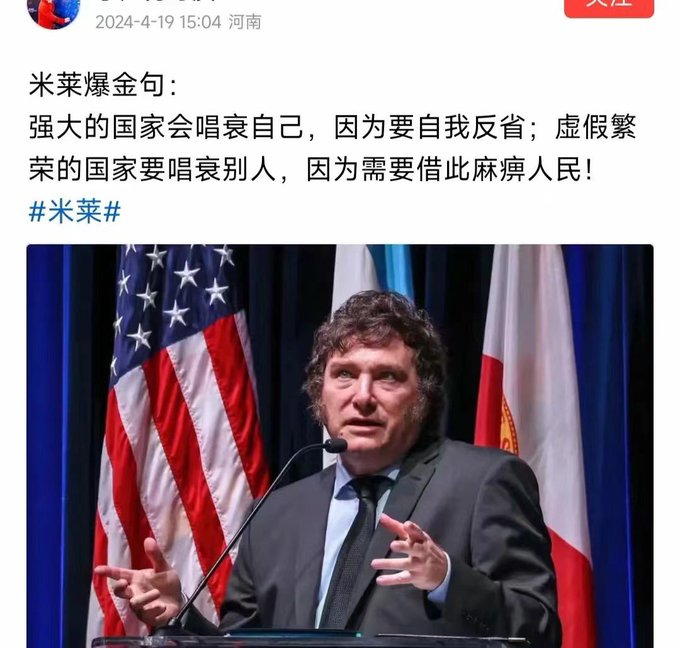 2024-4-19 15:04 河南
关注
米莱爆金句：
强大的国家会唱衰自己，因为要自我反省；虚假繁
荣的国家要唱衰别人，因为需要借此麻痹人民！
#米莱#